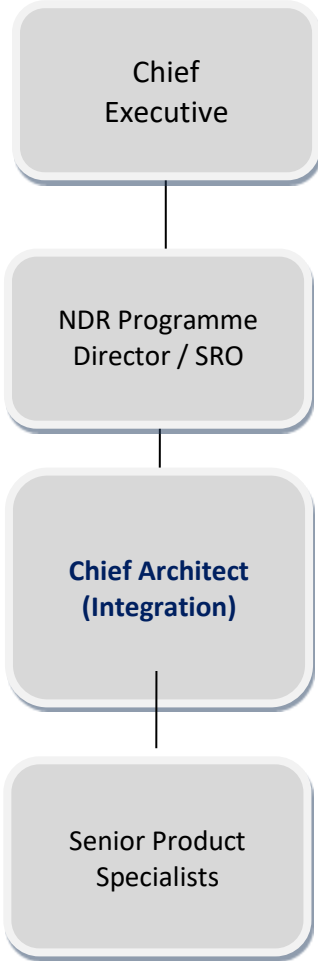 Chief
Executive
NDR Programme
Director / SRO
Chief Architect
(Integration)
Senior Product
Specialists